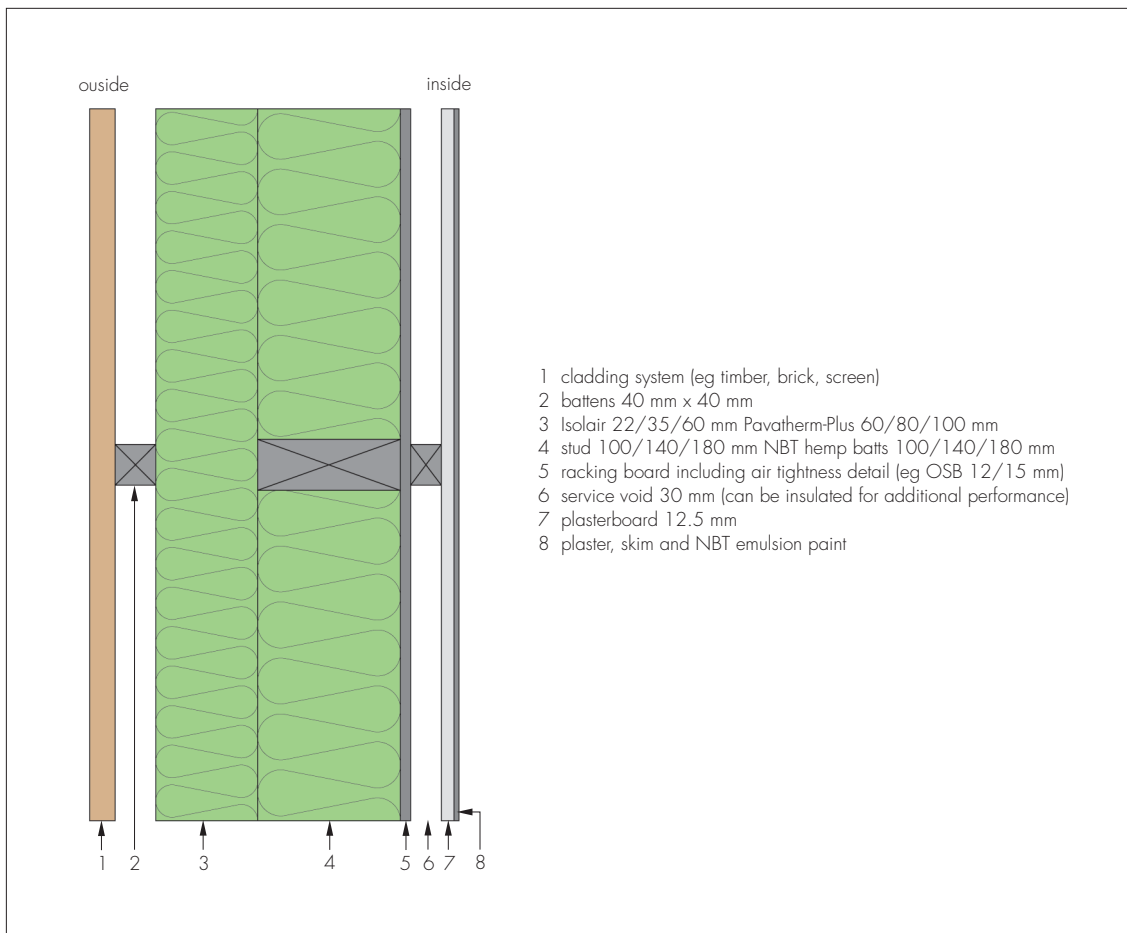 ouside
inside
1 cladding system (eg timber, brick, screen)
2 battens 40 mm x 40 mm
3 Isolair 22/35/60 mm Pavatherm-Plus 60/80/100 mm
4 stud 100/140/180 mm NBT hemp batts 100/140/180 mm
5 racking board including air tightness detail (eg OSB 12/15 mm)
6 service void 30 mm (can be insulated for additional performance)
7 plasterboard 12.5 mm
8 plaster, skim and NBT emulsion paint
1 2 3 4 5 6 7 8